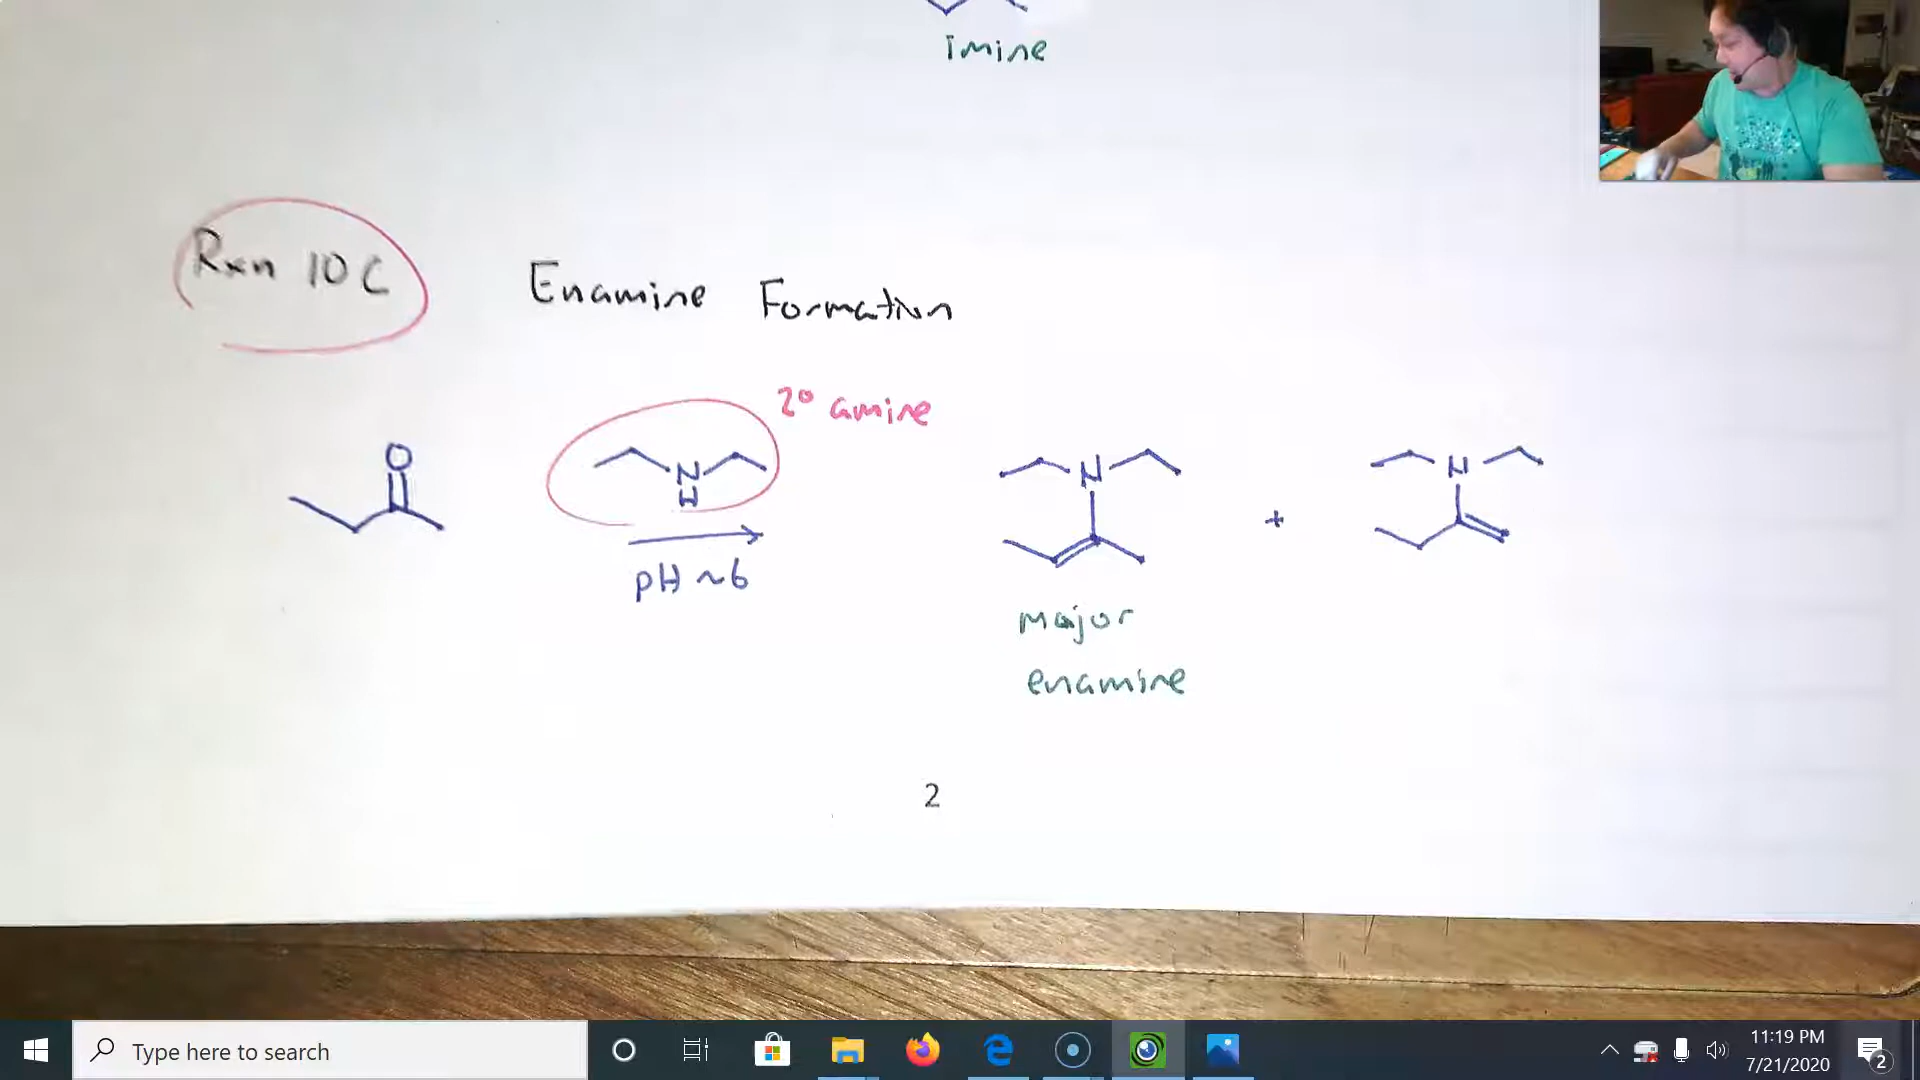 imine
Rxn 10C
Enamine Formation
2° amine
O
N
H
N
N
+
pH ~6
major
enamine
2
Type here to search
11:19 PM
7/21/2020
2